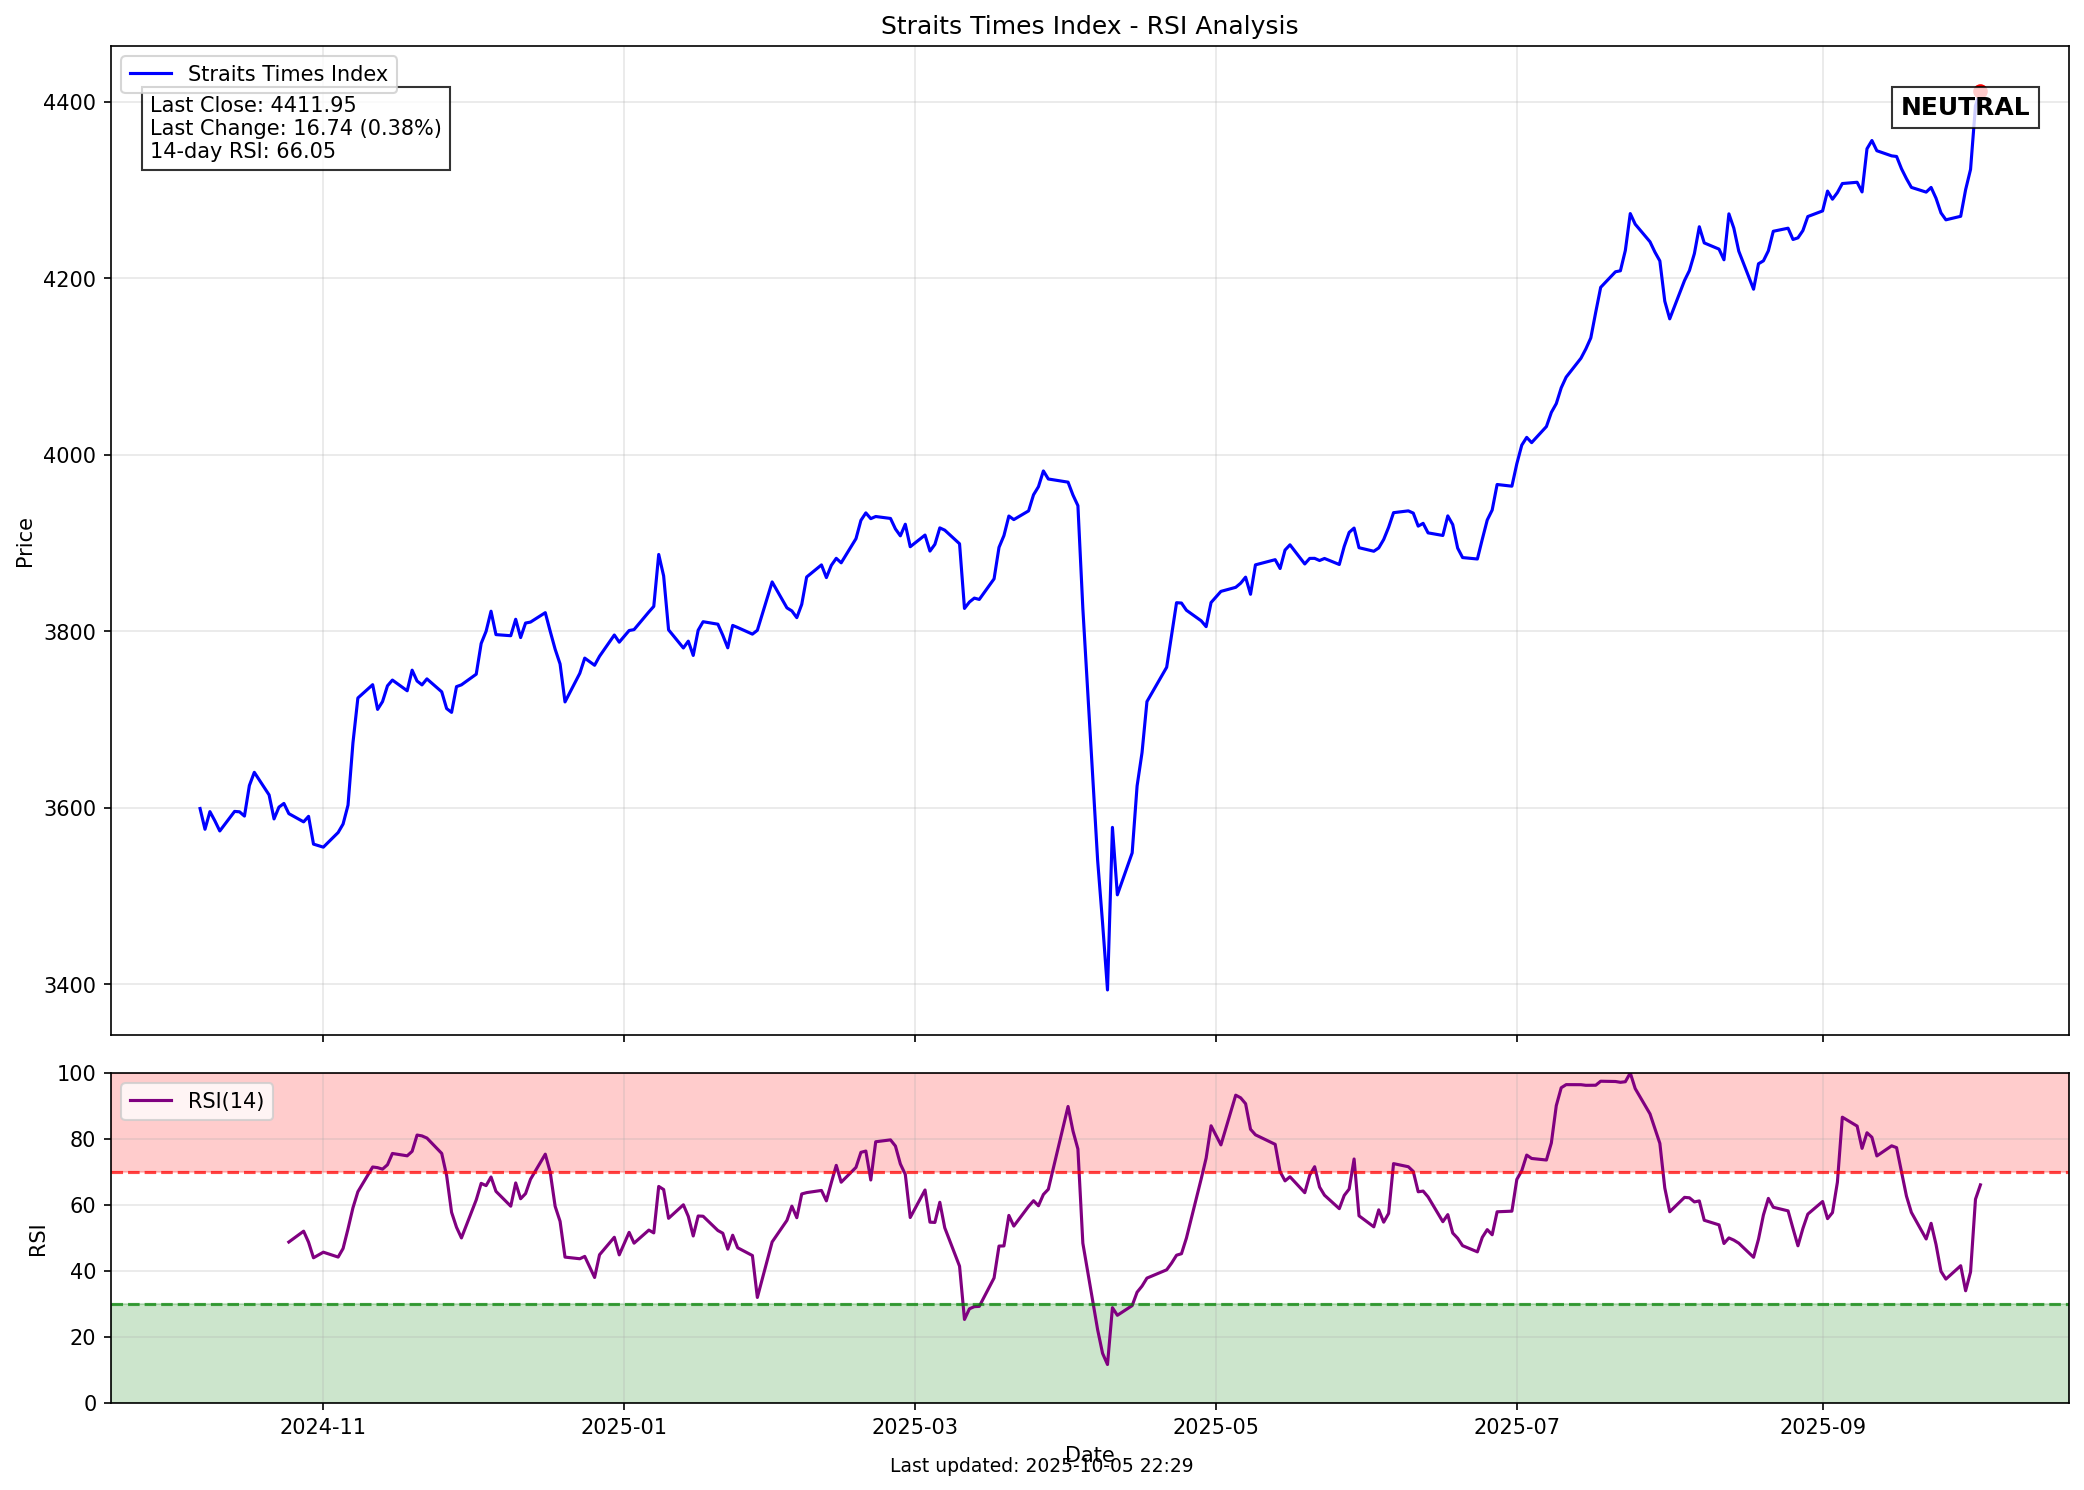 Straits Times Index - RSI Analysis
Straits Times Index
Last Close: 4411.95
Last Change: 16.74 (0.38%)
14-day RSI: 66.05
NEUTRAL
Price
4400
4200
4000
3800
3600
3400
RSI(14)
RSI
100
80
60
40
20
0
2024-11
2025-01
2025-03
2025-05
2025-07
2025-09
Date
Last updated: 2025-10-05 22:29